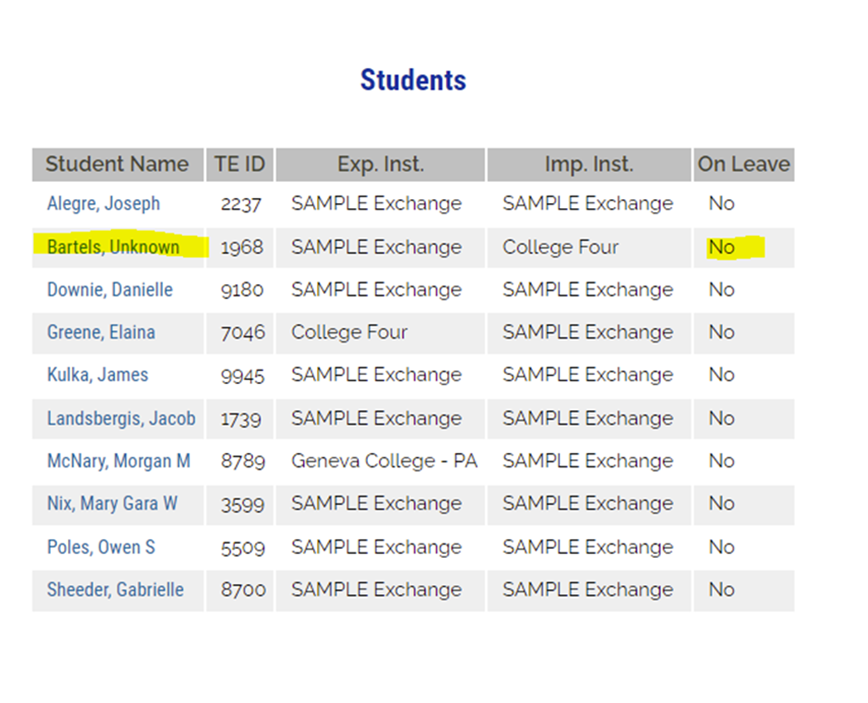 Students
Student Name TE ID Exp. Inst. Imp. Inst. On Leave
Alegre, Joseph 2237 SAMPLE Exchange SAMPLE Exchange No
Bartels, Unknown 1968 SAMPLE Exchange College Four No
Downie, Danielle 9180 SAMPLE Exchange SAMPLE Exchange No
Greene, Elaina 7046 College Four SAMPLE Exchange No
Kulka, James 9945 SAMPLE Exchange SAMPLE Exchange No
Landsbergis, Jacob 1739 SAMPLE Exchange SAMPLE Exchange No
McNary, Morgan M 8789 Geneva College - PA SAMPLE Exchange No
Nix, Mary Gara W 3599 SAMPLE Exchange SAMPLE Exchange No
Poles, Owen S 5509 SAMPLE Exchange SAMPLE Exchange No
Sheeder, Gabrielle 8700 SAMPLE Exchange SAMPLE Exchange No